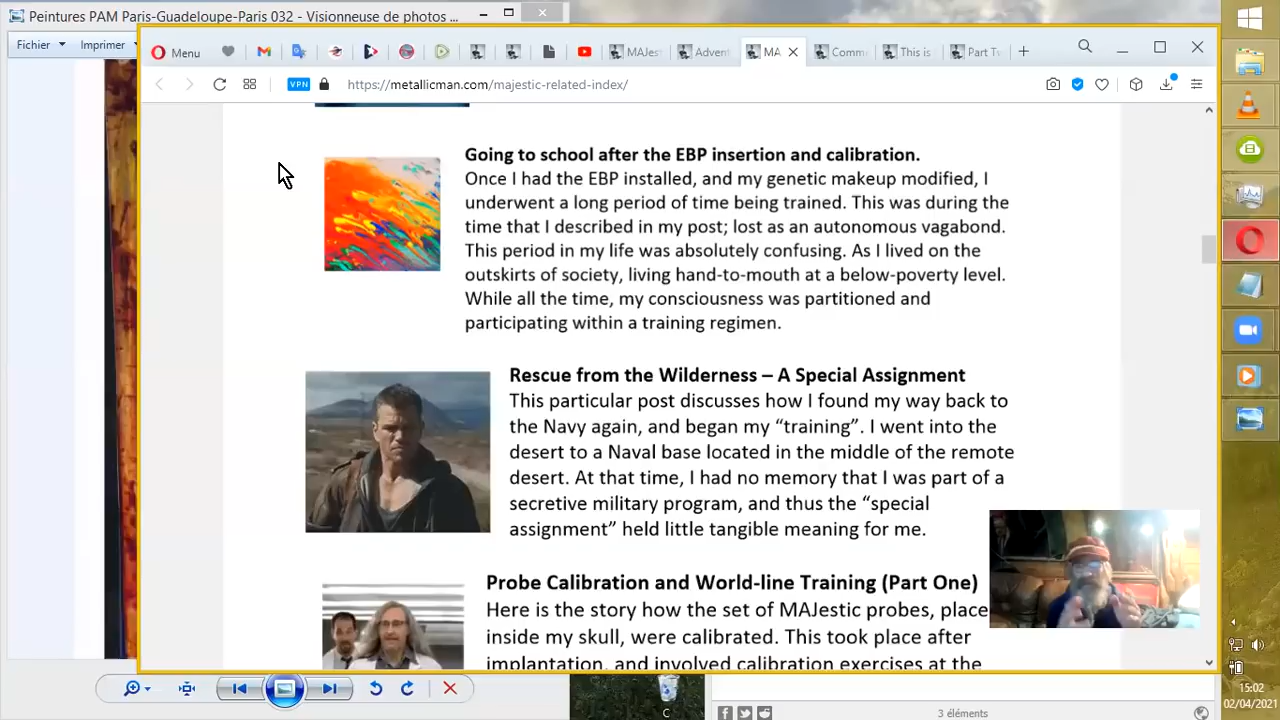 Peintures PAM Paris-Guadeloupe-Paris 032 - Visionneuse de photos ...
Fichier Imprimer
Menu
MAJest
Advent
MA
Comme
This is
Part Tw
VPN
https://metallicman.com/majestic-related-index/
Going to school after the EBP insertion and calibration.
Once I had the EBP installed, and my genetic makeup modified, I
underwent a long period of time being trained. This was during the
time that I described in my post; lost as an autonomous vagabond.
This period in my life was absolutely confusing. As I lived on the
outskirts of society, living hand-to-mouth at a below-poverty level.
While all the time, my consciousness was partitioned and
participating within a training regimen.
Rescue from the Wilderness – A Special Assignment
This particular post discusses how I found my way back to
the Navy again, and began my “training”. I went into the
desert to a Naval base located in the middle of the remote
desert. At that time, I had no memory that I was part of a
secretive military program, and thus the “special
assignment” held little tangible meaning for me.
Probe Calibration and World-line Training (Part One)
Here is the story how the set of MAJestic probes, place
inside my skull, were calibrated. This took place after
implantation, and involved calibration exercises at the
C
3 éléments
15:02
02/04/2021